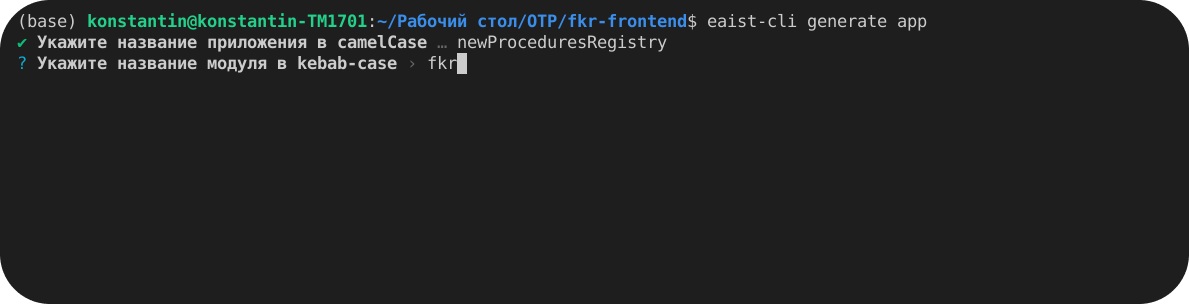 (base) konstantin@konstantin-TM1701:~/Рабочий стол/OTP/fkr-frontend$ eaist-cli generate app
✔ Укажите название приложения в camelCase … newProceduresRegistry
? Укажите название модуля в kebab-case › fkr